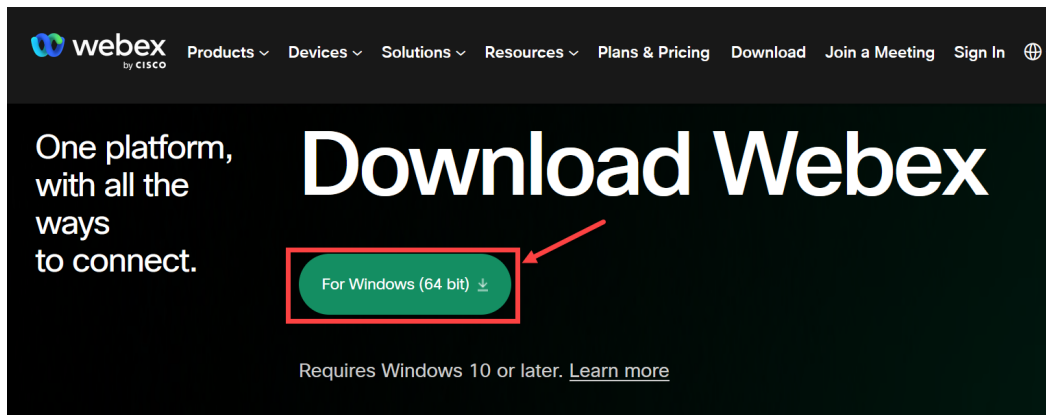 webex
by CISCO
Products Devices Solutions Resources Plans & Pricing Download Join a Meeting Sign In
One platform,
with all the
ways
to connect.
Download Webex
For Windows (64 bit)
Requires Windows 10 or later. Learn more